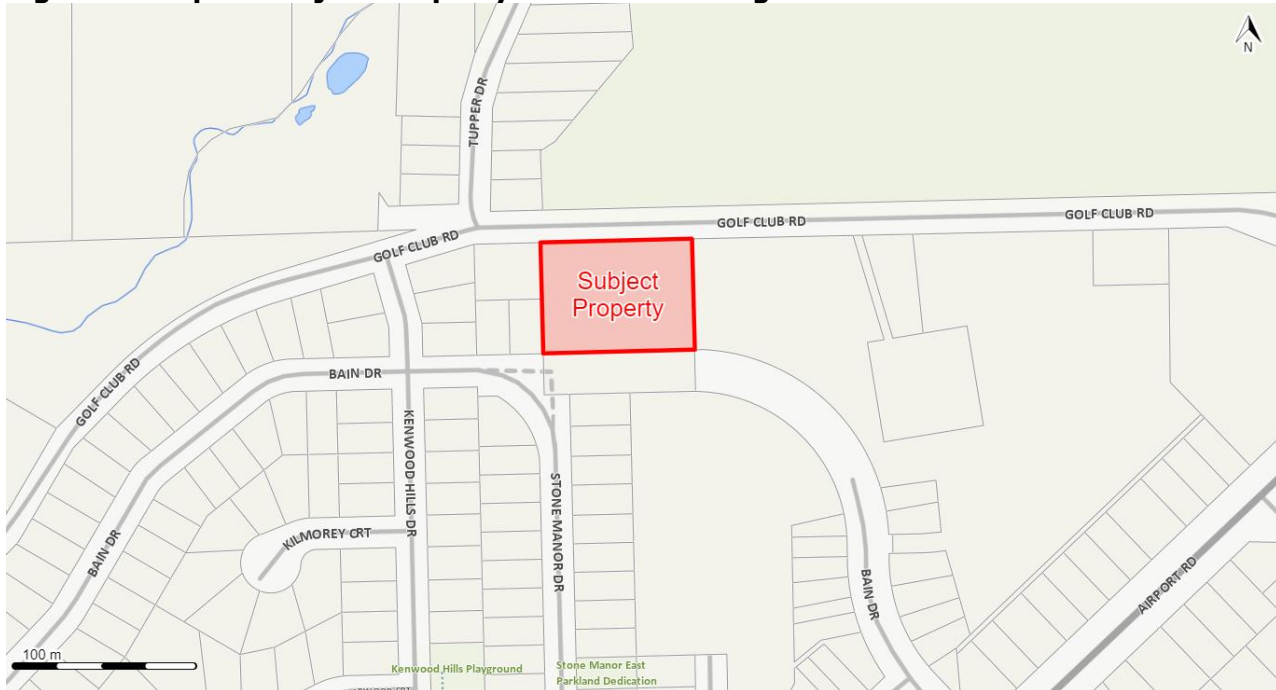 N
TUPPER DR
GOLF CLUB RD
GOLF CLUB RD
GOLF CLUB RD
Subject
Property
GOLF CLUB RD
BAIN DR
KENWOOD HILLS DR
STONE MANOR DR
KILMOREY CRT
BAIN DR
BAIN DR
AIRPORT RD
100 m
Kenwood Hills Playground
Stone Manor East
Parkland Dedication